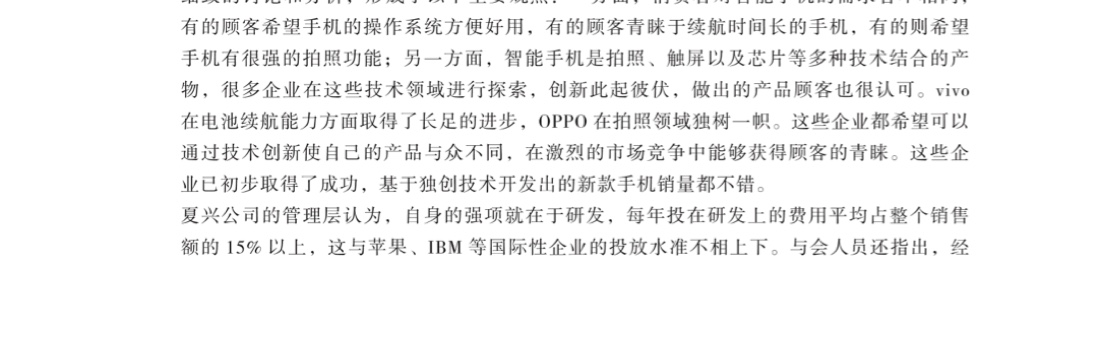 有的顾客希望手机的操作系统方便好用，有的顾客青睐于续航时间长的手机，有的则希望
手机有很强的拍照功能；另一方面，智能手机是拍照、触屏以及芯片等多种技术结合的产
物，很多企业在这些技术领域进行探索，创新此起彼伏，做出的产品顾客也很认可。vivo
在电池续航能力方面取得了长足的进步，OPPO 在拍照领域独树一帜。这些企业都希望可以
通过技术创新使自己的产品与众不同，在激烈的市场竞争中能够获得顾客的青睐。这些企
业已初步取得了成功，基于独创技术开发出的新款手机销量都不错。
夏兴公司的管理层认为，自身的强项就在于研发，每年投在研发上的费用平均占整个销售
额的 15% 以上，这与苹果、IBM 等国际性企业的投放水准不相上下。与会人员还指出，经